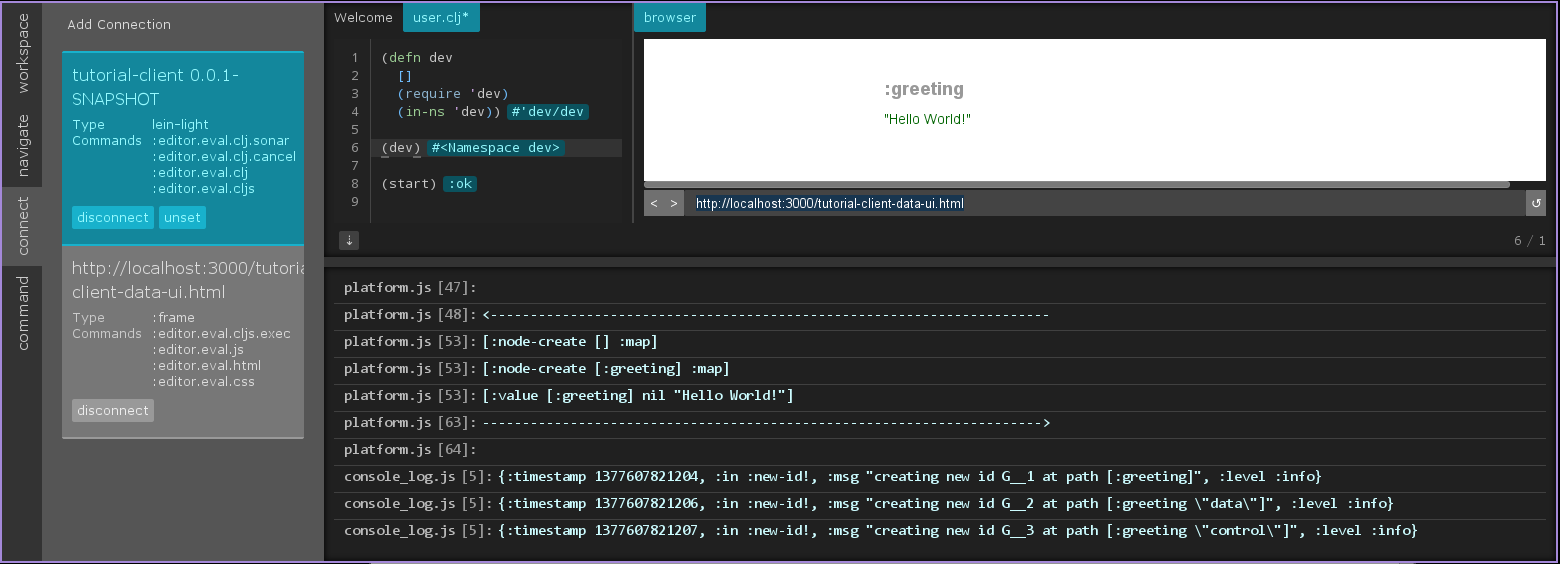 workspace
navigate
connect
command
Add Connection
tutorial-client 0.0.1-
SNAPSHOT
Type lein-light
Commands :editor.eval.clj.sonar
:editor.eval.clj.cancel
:editor.eval.clj
:editor.eval.cljs
disconnect unset
http://localhost:3000/tutoria
client-data-ui.html
Type :frame
Commands :editor.eval.cljs.exec
:editor.eval.js
:editor.eval.html
:editor.eval.css
disconnect
Welcome user.clj*
1 (defn dev
2 []
3 (require 'dev)
4 (in-ns 'dev)) #'dev/dev
5
6 (dev) #<Namespace dev>
7
8 (start) :ok
9
browser
:greeting
"Hello World!"
< > http://localhost:3000/tutorial-client-data-ui.html ↺
↓ 6 / 1
platform.js [47]:
platform.js [48]: <----------------------------------------------------------------------
platform.js [53]: [:node-create [] :map]
platform.js [53]: [:node-create [:greeting] :map]
platform.js [53]: [:value [:greeting] nil "Hello World!"]
platform.js [63]: ---------------------------------------------------------------------->
platform.js [64]:
console_log.js [5]: {:timestamp 1377607821204, :in :new-id!, :msg "creating new id G__1 at path [:greeting]", :level :info}
console_log.js [5]: {:timestamp 1377607821206, :in :new-id!, :msg "creating new id G__2 at path [:greeting \"data\"]", :level :info}
console_log.js [5]: {:timestamp 1377607821207, :in :new-id!, :msg "creating new id G__3 at path [:greeting \"control\"]", :level :info}